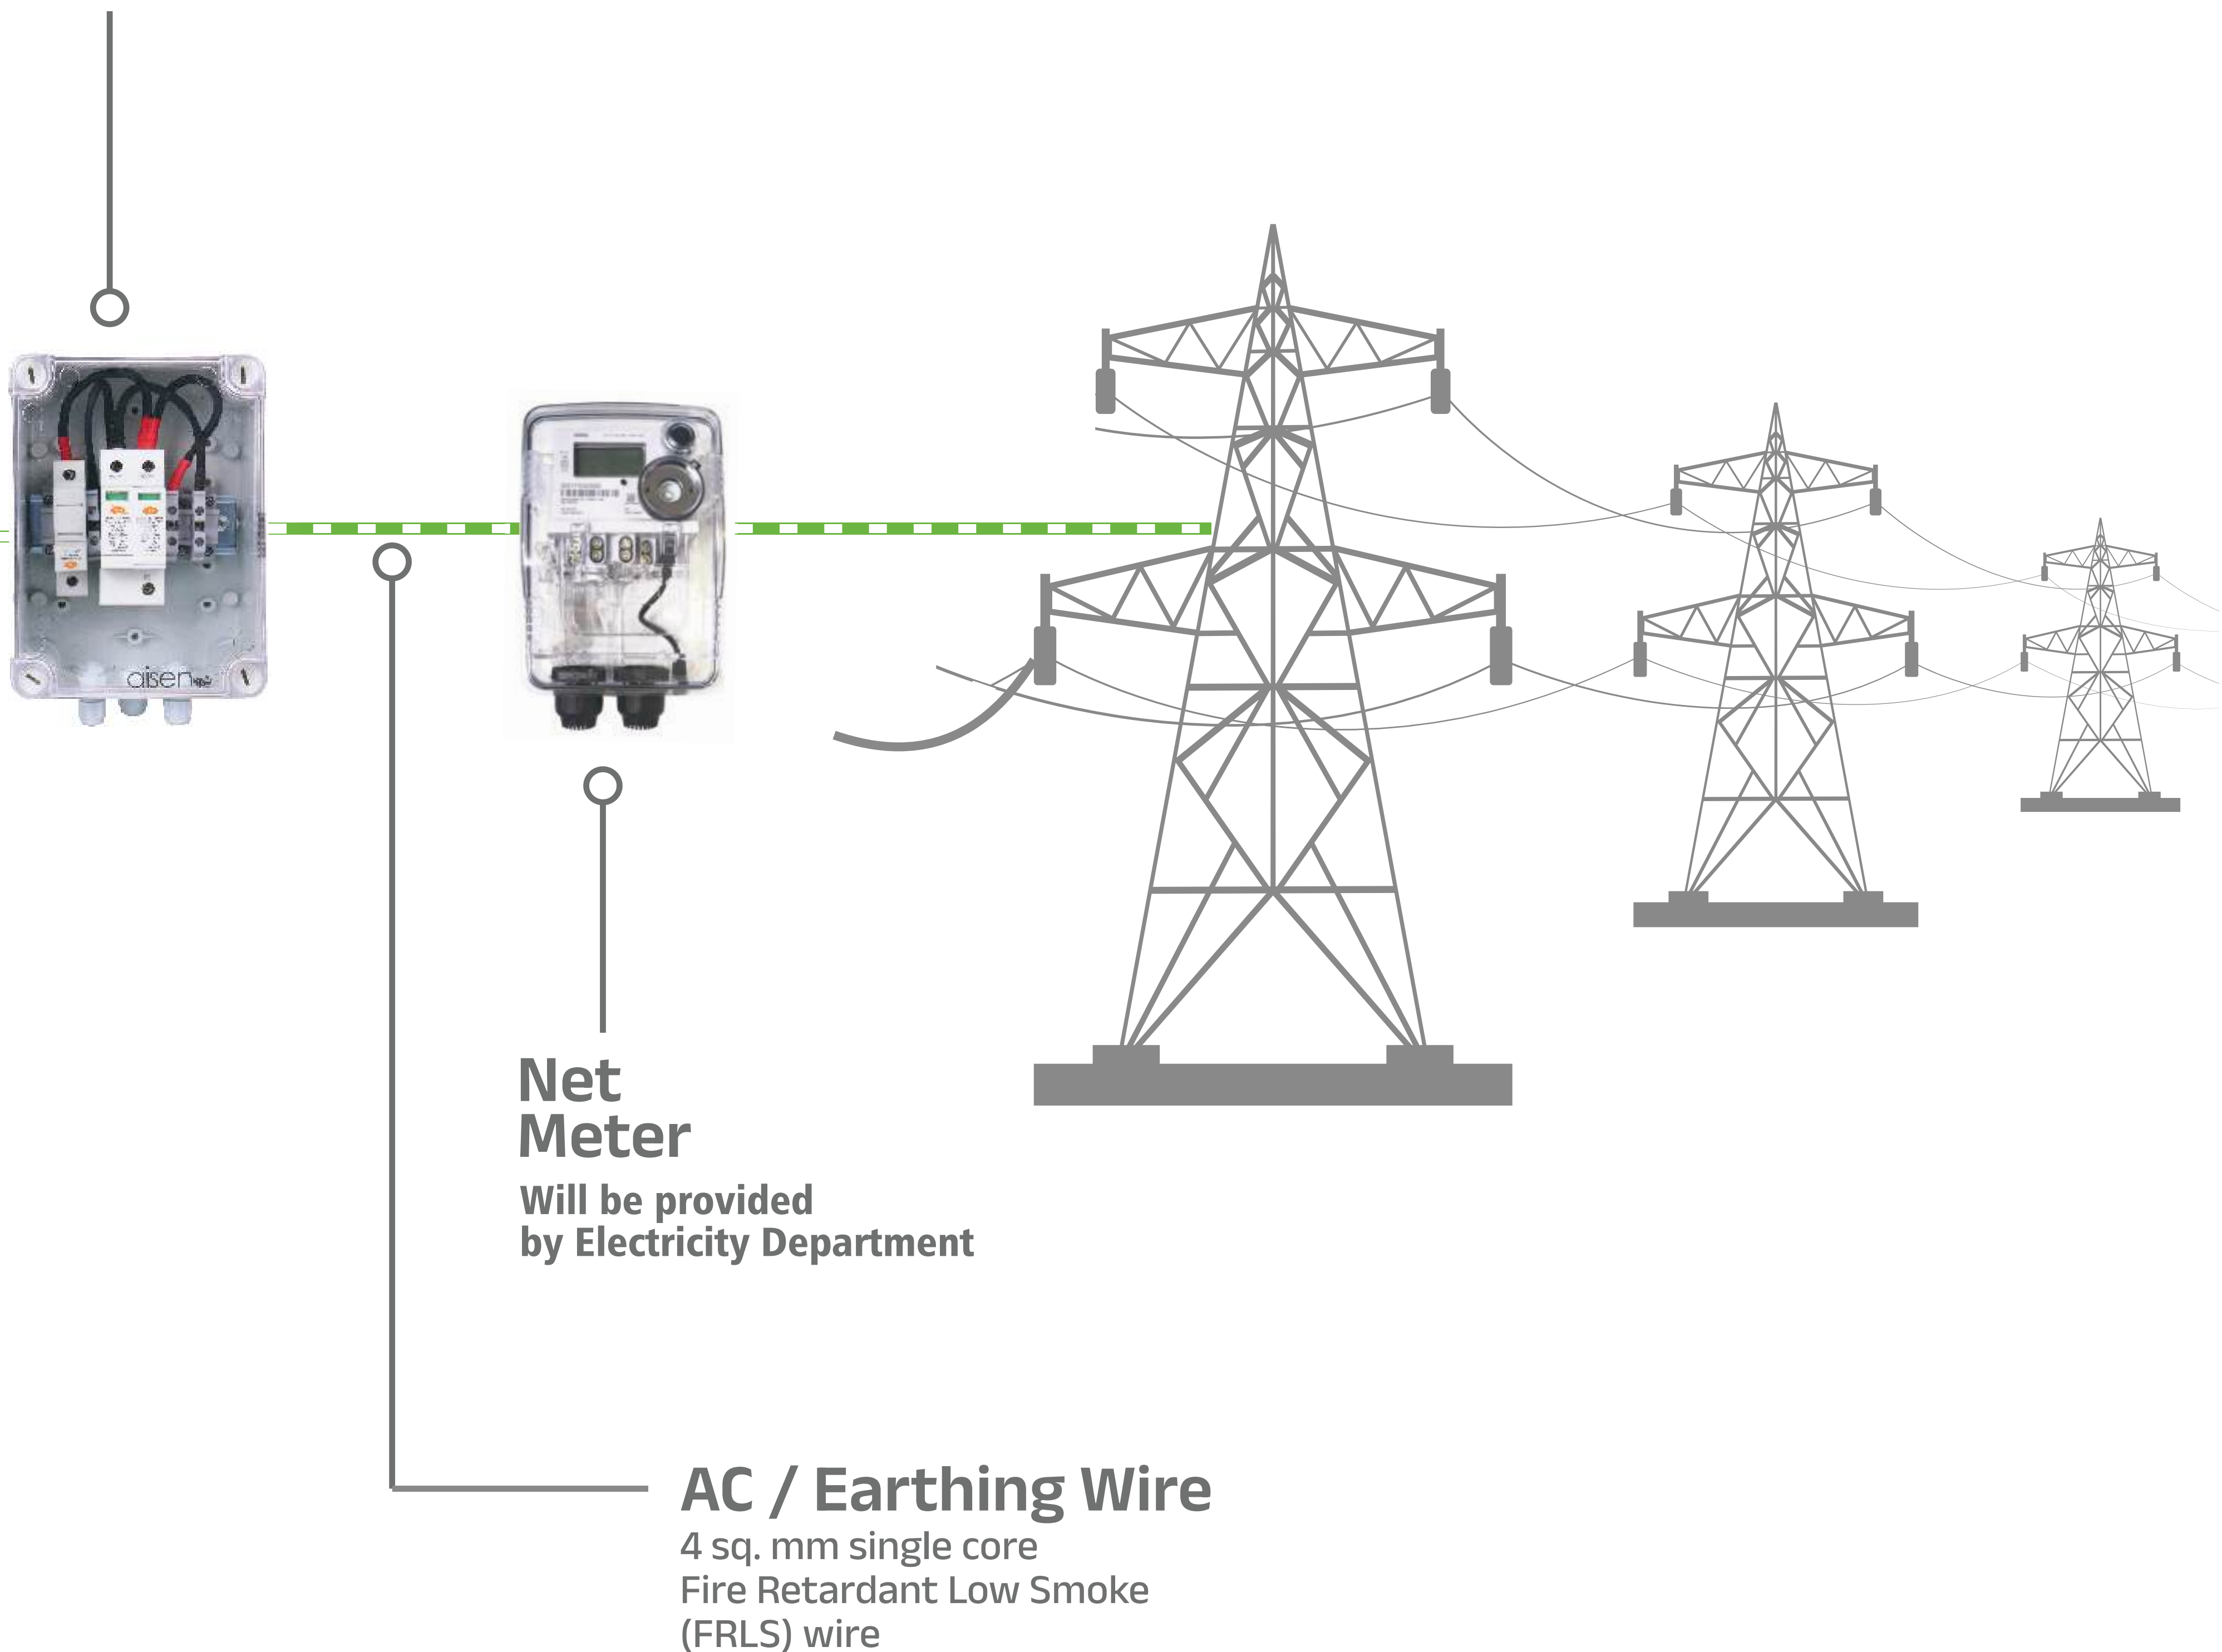 aisen
Net
Meter
Will be provided
by Electricity Department
AC / Earthing Wire
4 sq. mm single core
Fire Retardant Low Smoke
(FRLS) wire